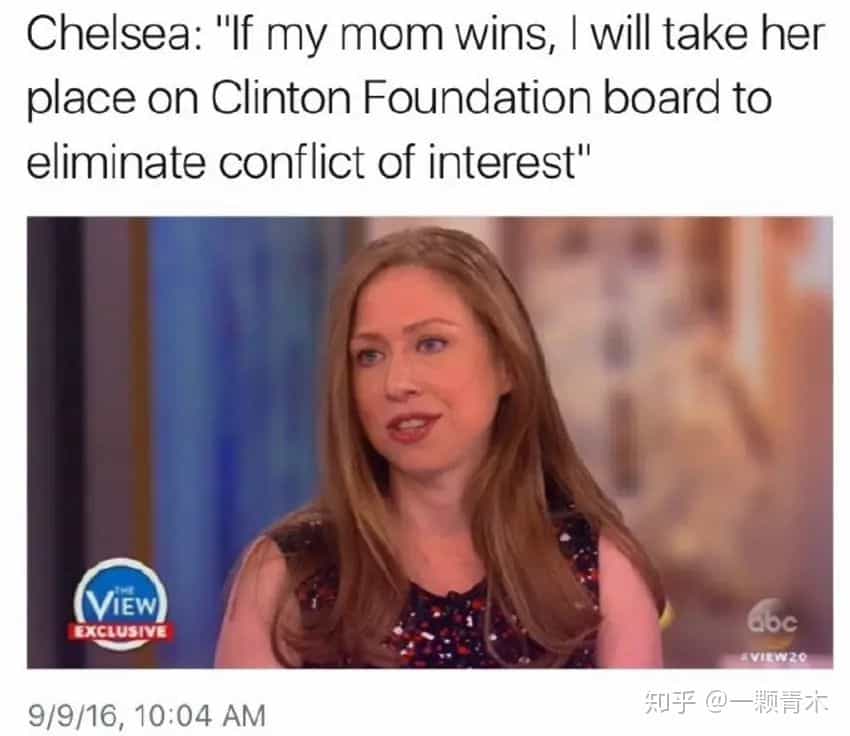 Chelsea: "If my mom wins, I will take her
place on Clinton Foundation board to
eliminate conflict of interest"
THE
VIEW
EXCLUSIVE
abc
#VIEW20
9/9/16, 10:04 AM
知乎 @一颗青木